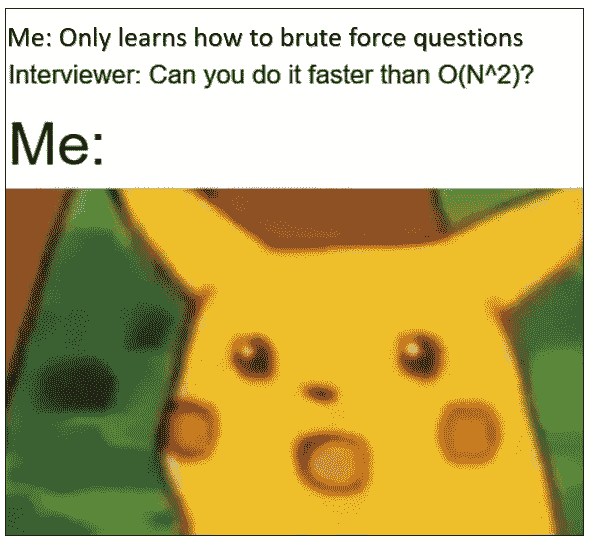 Me: Only learns how to brute force questions
Interviewer: Can you do it faster than O(N^2)?
Me: